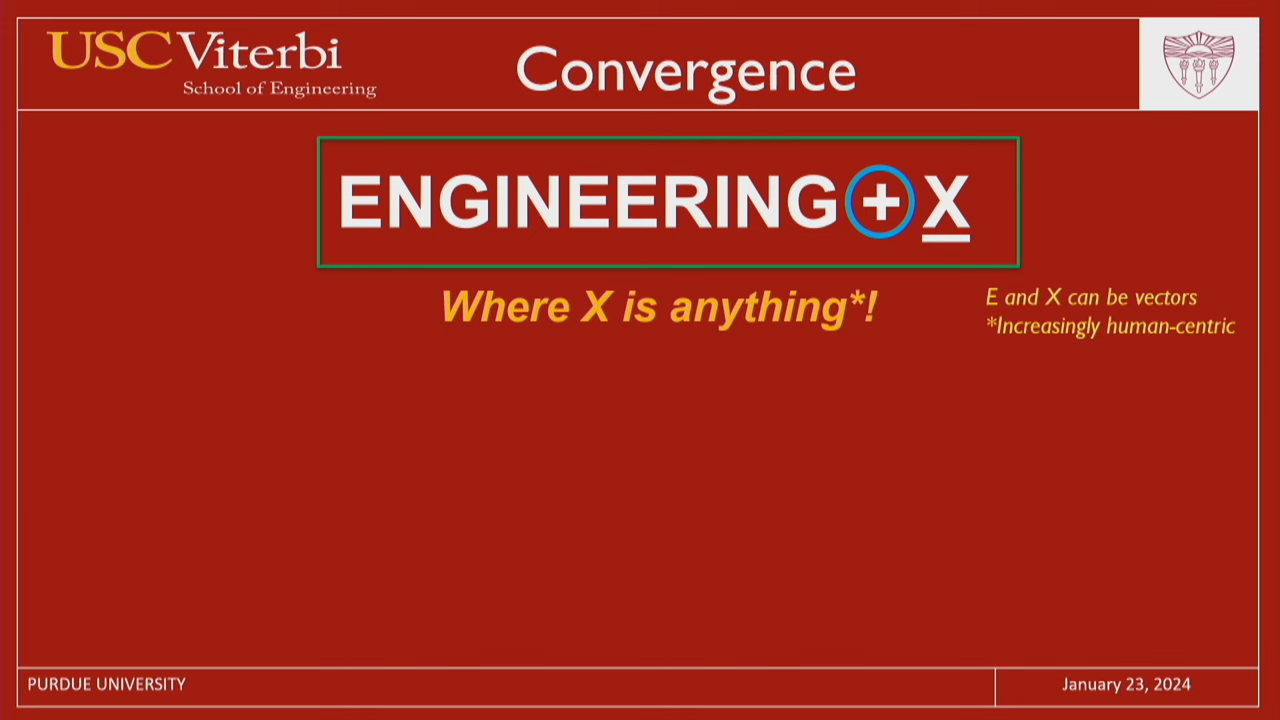 USC Viterbi
School of Engineering
Convergence
ENGINEERING + X
Where X is anything*!
E and X can be vectors
*Increasingly human-centric
PURDUE UNIVERSITY
January 23, 2024